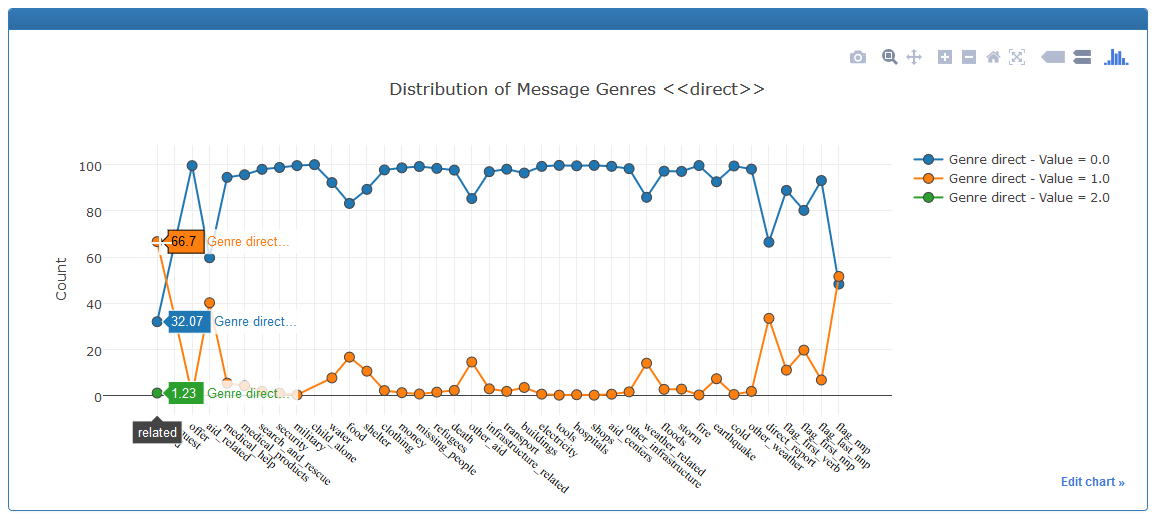 Distribution of Message Genres <<direct>>
Genre direct - Value = 0.0
Genre direct - Value = 1.0
Genre direct - Value = 2.0
Count
100
80
60
40
20
0
66.7
Genre direct...
32.07
Genre direct...
1.23
Genre direct...
related
offer
aid_related
medical_help
medical_products
search_and_rescue
security
military
child_alone
water
food
shelter
clothing
money
missing_people
refugees
death
other_aid
infrastructure_related
transport
buildings
electricity
tools
hospitals
shops
aid_centers
other_infrastructure
weather_related
floods
storm
fire
earthquake
cold
other_weather
direct_report
flag_first_verb
flag_first_nnp
flag_last_nnp
flag_nnp
Edit chart »